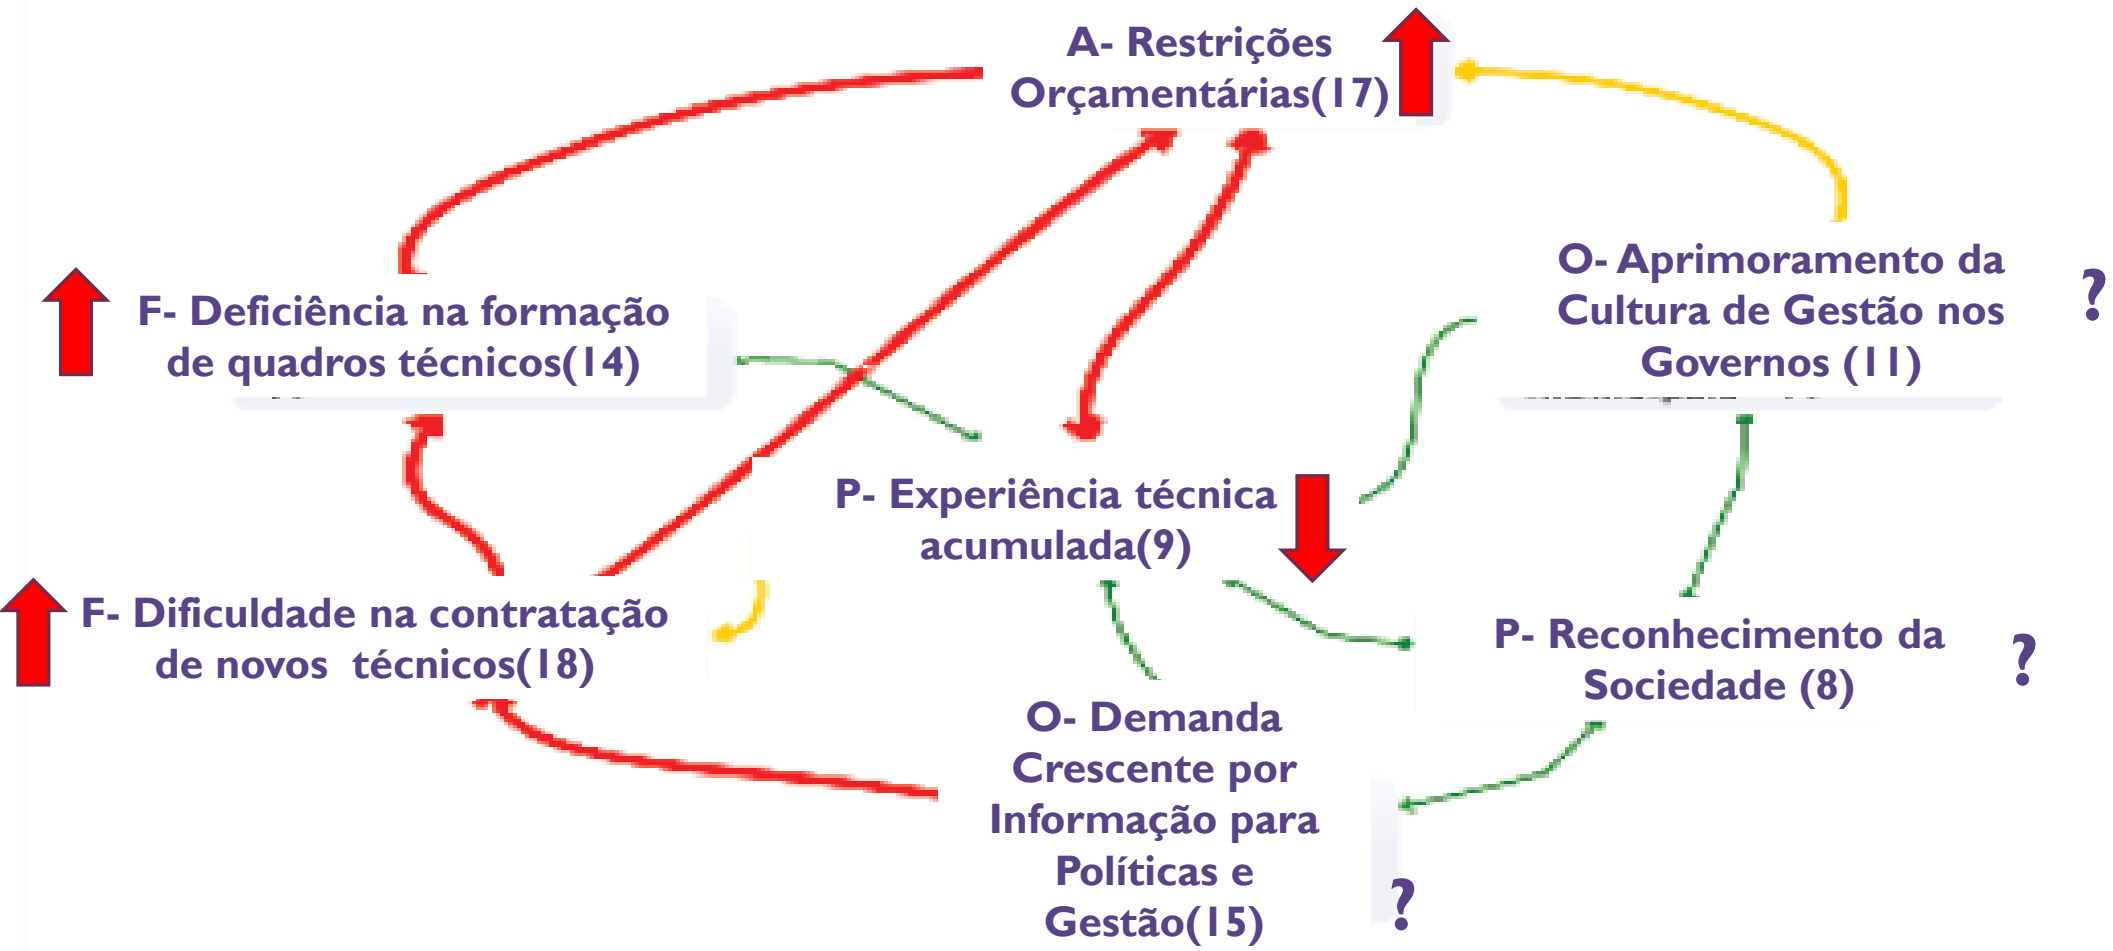 A- Restrições
Orçamentárias(17)
O- Aprimoramento da
Cultura de Gestão nos
Governos (11)
?
F- Deficiência na formação
de quadros técnicos(14)
P- Experiência técnica
acumulada(9)
F- Dificuldade na contratação
de novos técnicos(18)
P- Reconhecimento da
Sociedade (8)
?
O- Demanda
Crescente por
Informação para
Políticas e
Gestão(15)
?